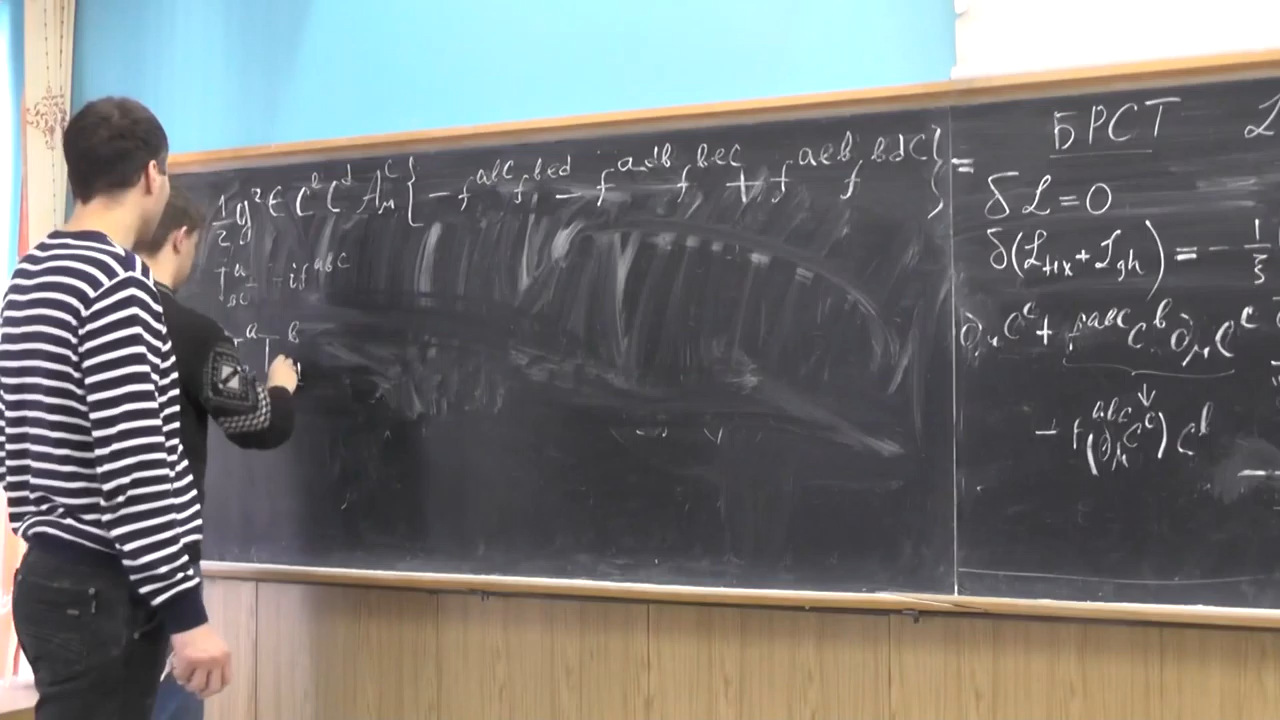 ½ g² ϵ C^e C^d A_μ^c { − f^{abc} f^{bed} − f^{adb} f^{bec} + f^{aeb} f^{bdc} } =
T^a_{bc} = −if^{abc}
T^a T^b
БРСТ
δℒ = 0
δ(ℒ_{fix} + ℒ_{gh}) = − 1/ξ
∂_μ C^c + f^{abc} C^b ∂_μ C^c
↓
− f^{abc} (∂_μ C^c) C^b